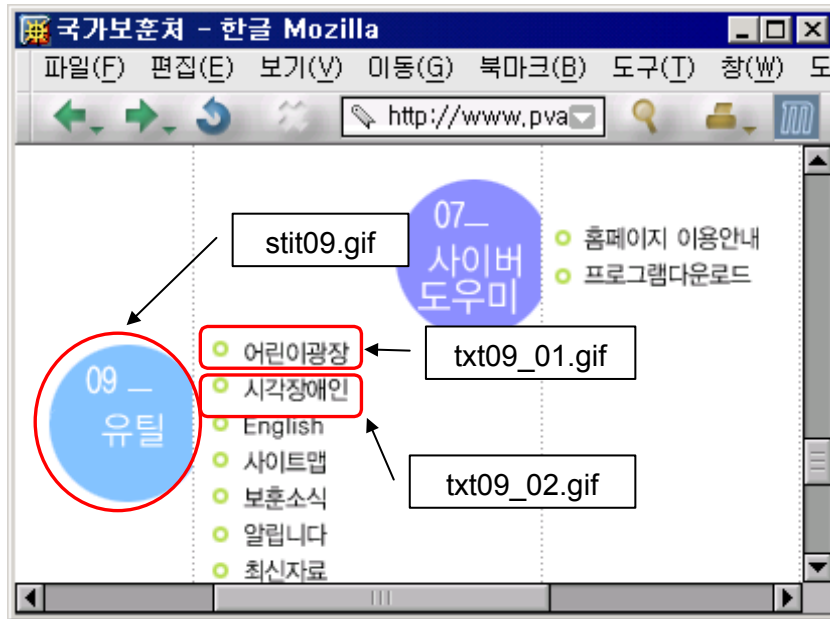 국가보훈처 - 한글 Mozilla
파일(F) 편집(E) 보기(V) 이동(G) 북마크(B) 도구(T) 창(W) 도
http://www.pva
07_
사이버
도우미
홈페이지 이용안내
프로그램다운로드
stit09.gif
09 _
유틸
어린이광장
txt09_01.gif
시각장애인
English
사이트맵
txt09_02.gif
보훈소식
알립니다
최신자료